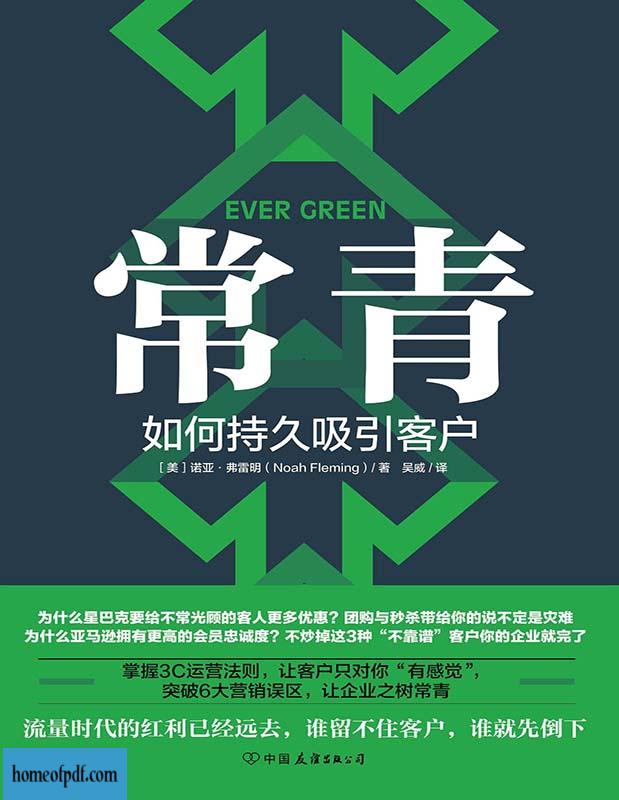 EVER GREEN
常青
如何持久吸引客户
[美]诺亚·弗雷明(Noah Fleming)/著 吴威/译
为什么星巴克要给不常光顾的客人更多优惠?团购与秒杀带给你的说不定是灾难
为什么亚马逊拥有更高的会员忠诚度?不炒掉这3种“不靠谱”客户你的企业就完了
掌握3C运营法则,让客户只对你“有感觉”,
突破6大营销误区,让企业之树常青
流量时代的红利已经远去,谁留不住客户,谁就先倒下
中国友谊出版公司
homeofpdf.com